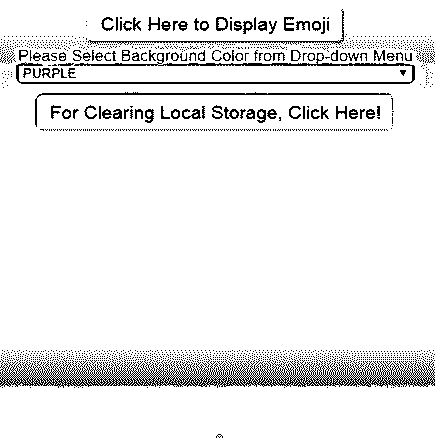 Click Here to Display Emoji
Please Select Background Color from Drop-down Menu
PURPLE
For Clearing Local Storage, Click Here!